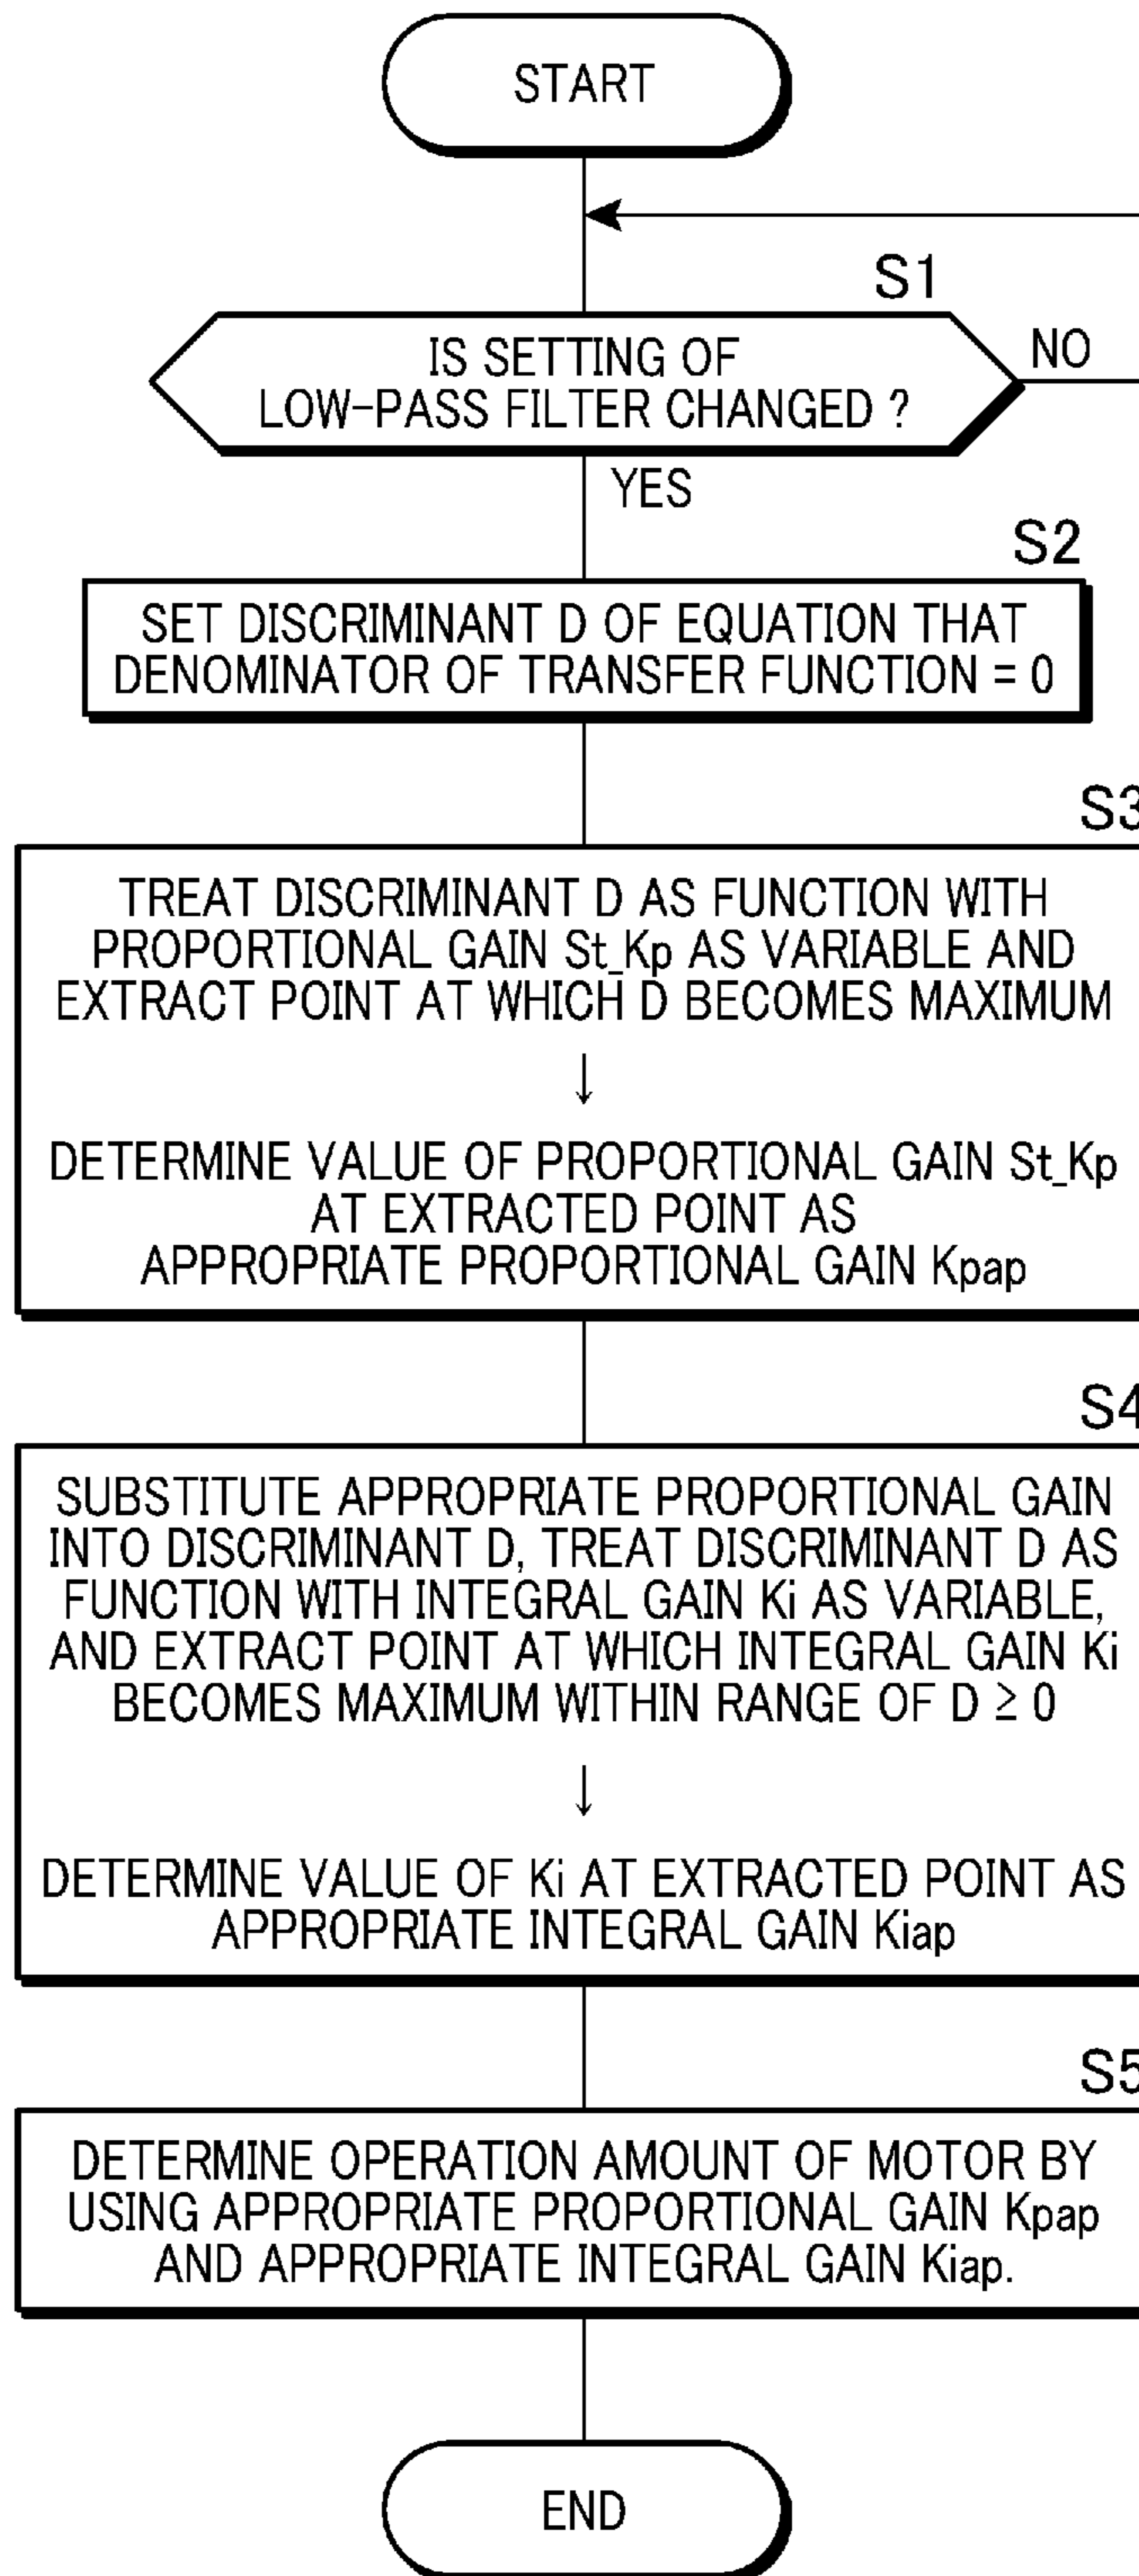 START
S1
IS SETTING OF
LOW-PASS FILTER CHANGED ?
NO
YES
S2
SET DISCRIMINANT D OF EQUATION THAT
DENOMINATOR OF TRANSFER FUNCTION = 0
S3
TREAT DISCRIMINANT D AS FUNCTION WITH
PROPORTIONAL GAIN St_Kp AS VARIABLE AND
EXTRACT POINT AT WHICH D BECOMES MAXIMUM
↓
DETERMINE VALUE OF PROPORTIONAL GAIN St_Kp
AT EXTRACTED POINT AS
APPROPRIATE PROPORTIONAL GAIN Kpap
S4
SUBSTITUTE APPROPRIATE PROPORTIONAL GAIN
INTO DISCRIMINANT D, TREAT DISCRIMINANT D AS
FUNCTION WITH INTEGRAL GAIN Ki AS VARIABLE,
AND EXTRACT POINT AT WHICH INTEGRAL GAIN Ki
BECOMES MAXIMUM WITHIN RANGE OF D ≥ 0
↓
DETERMINE VALUE OF Ki AT EXTRACTED POINT AS
APPROPRIATE INTEGRAL GAIN Kiap
S5
DETERMINE OPERATION AMOUNT OF MOTOR BY
USING APPROPRIATE PROPORTIONAL GAIN Kpap
AND APPROPRIATE INTEGRAL GAIN Kiap.
END